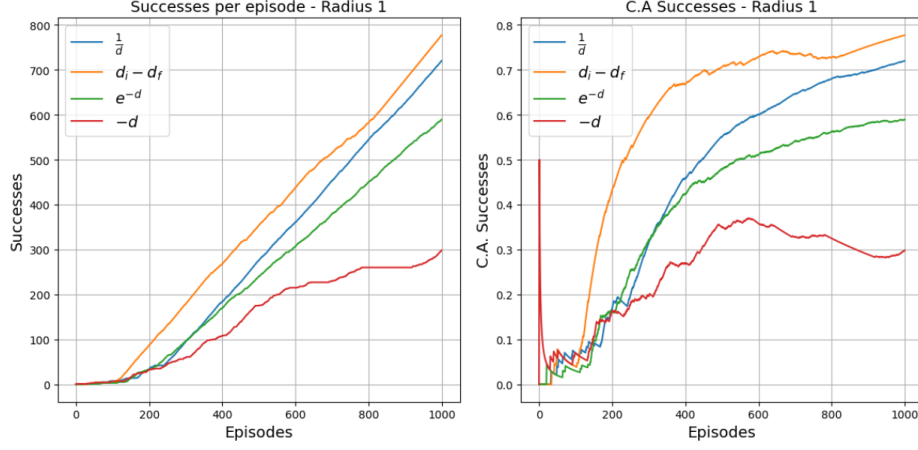 Successes per episode - Radius 1
800
700
600
500
400
300
200
100
0
Successes
1/d
d_i − d_f
e^{−d}
−d
0 200 400 600 800 1000
Episodes
C.A Successes - Radius 1
0.8
0.7
0.6
0.5
0.4
0.3
0.2
0.1
0.0
C.A. Successes
1/d
d_i − d_f
e^{−d}
−d
0 200 400 600 800 1000
Episodes